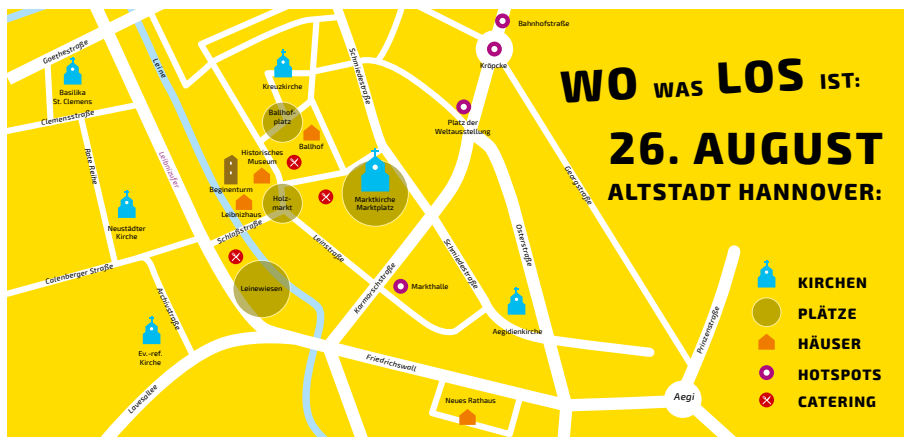 Bahnhofstraße
Kröpcke
Goethestraße
Leine
Schmiedestraße
Basilika
St. Clemens
Kreuzkirche
Clemensstraße
Ballhof-
platz
Platz der
Weltausstellung
Ballhof
Historisches
Museum
Rote Reihe
Leibnizufer
Beginenturm
Georgstraße
Leibnizhaus
Holz-
markt
Marktkirche
Marktplatz
Neustädter
Kirche
Schloßstraße
Leinstraße
Schmiedestraße
Osterstraße
Calenberger Straße
Leinewiesen
Karmarschstraße
Markthalle
Archivstraße
Aegidienkirche
Ev.-ref.
Kirche
Friedrichswall
Prinzenstraße
Lavesallee
Neues Rathaus
Aegi
WO WAS LOS IST:
26. AUGUST
ALTSTADT HANNOVER:
KIRCHEN
PLÄTZE
HÄUSER
HOTSPOTS
CATERING